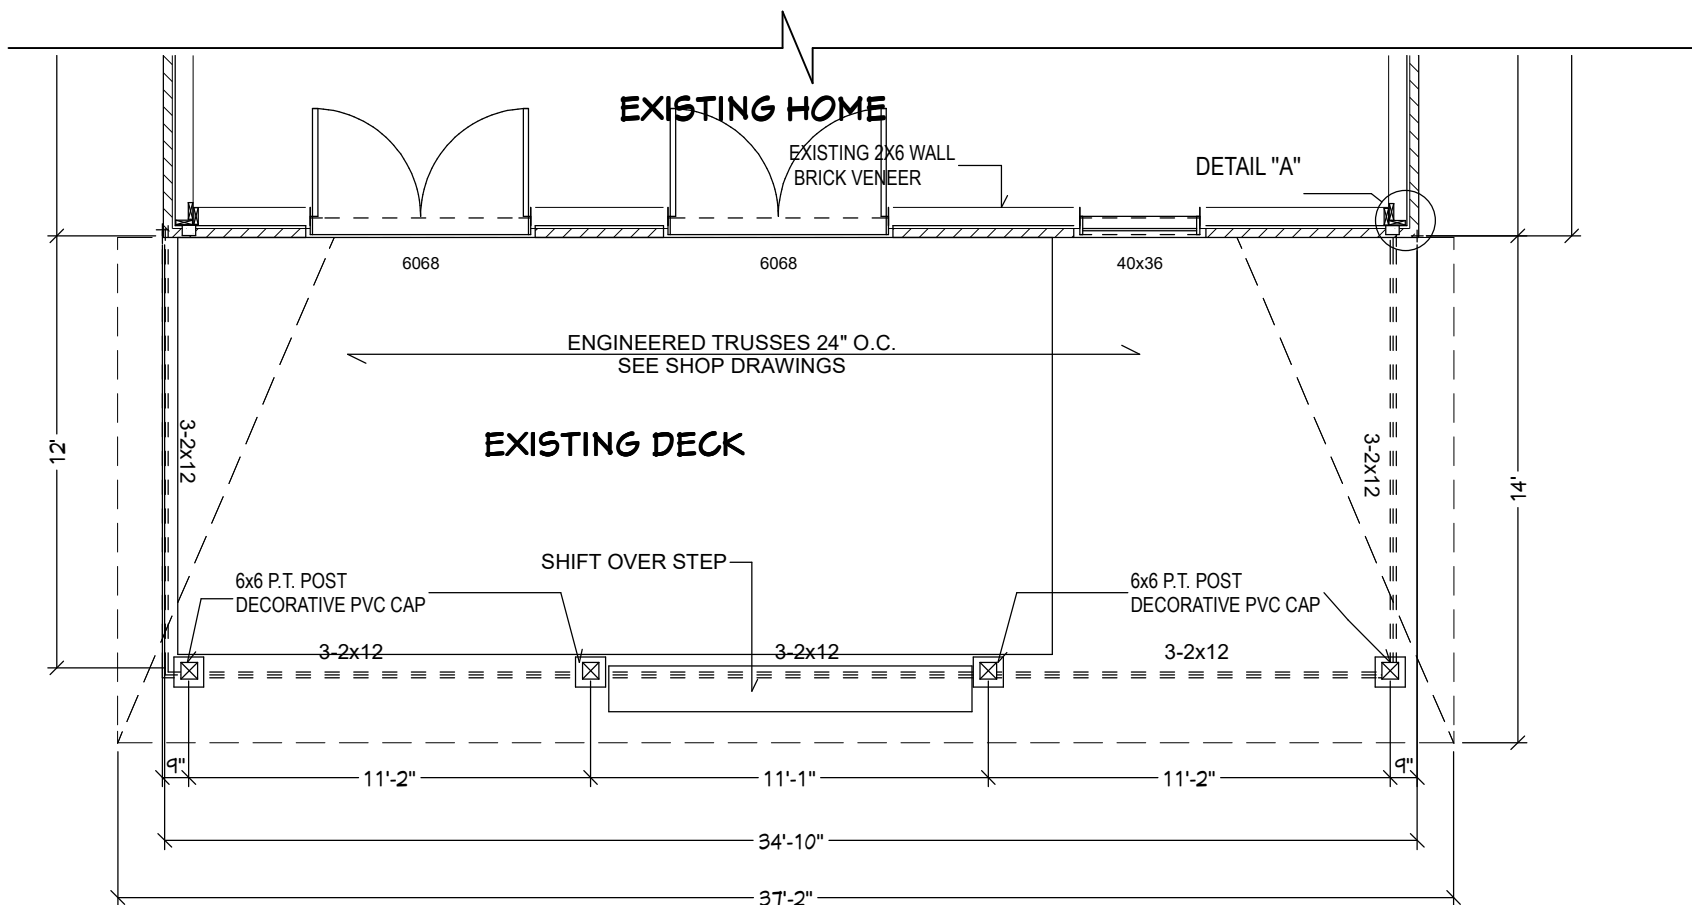 EXISTING HOME
EXISTING 2X6 WALL
BRICK VENEER
DETAIL "A"
6068
6068
40x36
ENGINEERED TRUSSES 24" O.C.
SEE SHOP DRAWINGS
EXISTING DECK
12'
3-2x12
3-2x12
14'
SHIFT OVER STEP
6x6 P.T. POST
DECORATIVE PVC CAP
6x6 P.T. POST
DECORATIVE PVC CAP
3-2x12
3-2x12
3-2x12
9"
11'-2"
11'-1"
11'-2"
9"
34'-10"
37'-2"